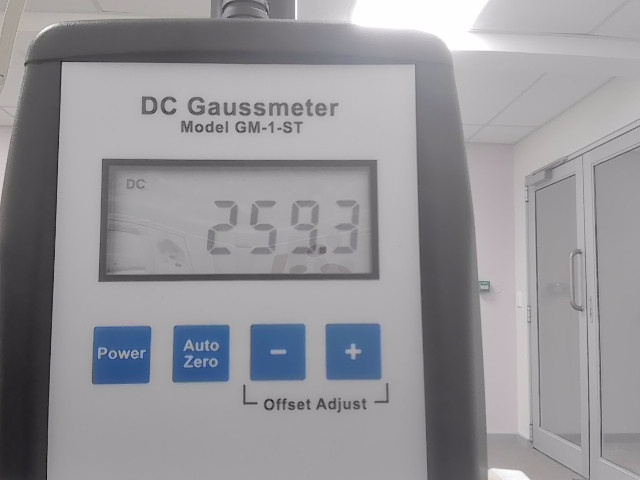 DC Gaussmeter
Model GM-1-ST
DC
259.3
Power
Auto
Zero
-
+
Offset Adjust